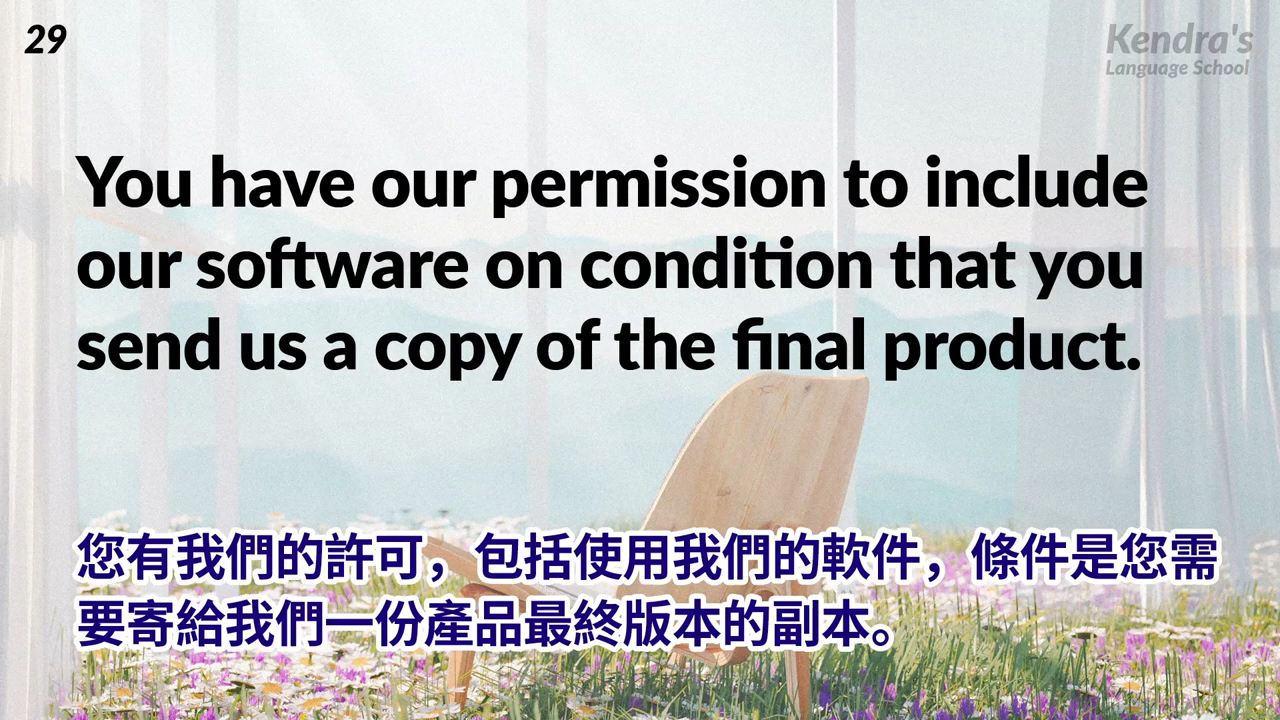 29
Kendra's
Language School
You have our permission to include
our software on condition that you
send us a copy of the final product.
您有我們的許可，包括使用我們的軟件，條件是您需
要寄給我們一份產品最終版本的副本。